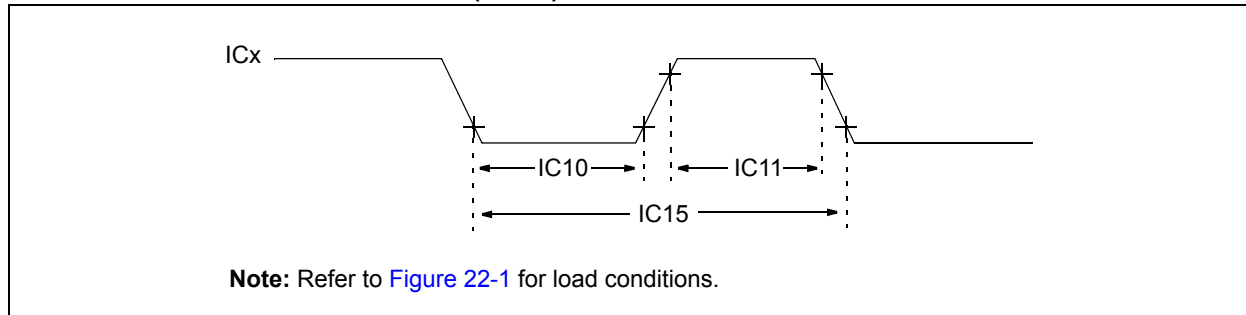 ICx
IC10
IC11
IC15
Note: Refer to Figure 22-1 for load conditions.